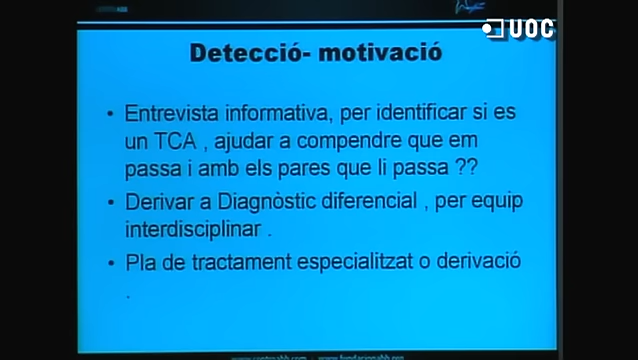 UOC
Detecció- motivació
• Entrevista informativa, per identificar si es
un TCA , ajudar a compendre que em
passa i amb els pares que li passa ??
• Derivar a Diagnòstic diferencial , per equip
interdisciplinar .
• Pla de tractament especialitzat o derivació
.